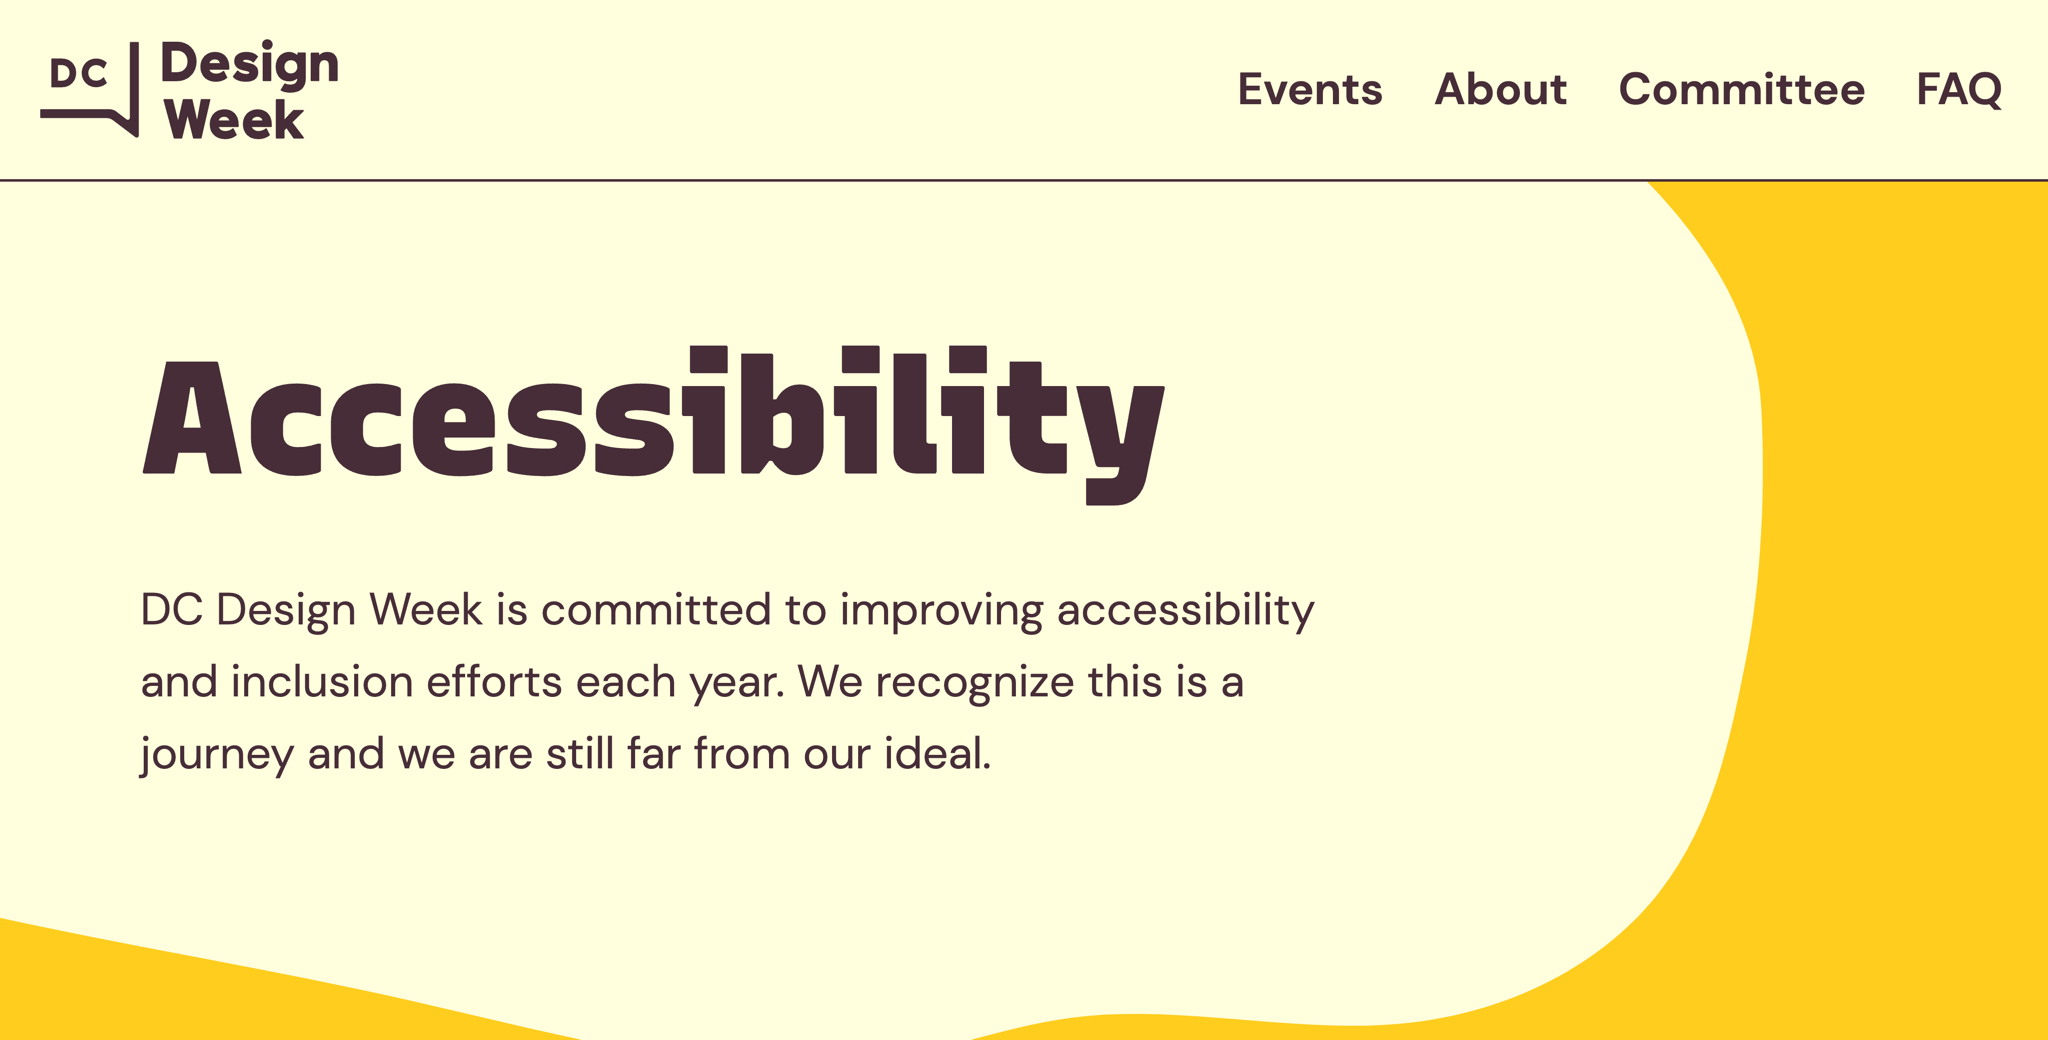 DC
Design
Week
Events About Committee FAQ
Accessibility
DC Design Week is committed to improving accessibility
and inclusion efforts each year. We recognize this is a
journey and we are still far from our ideal.